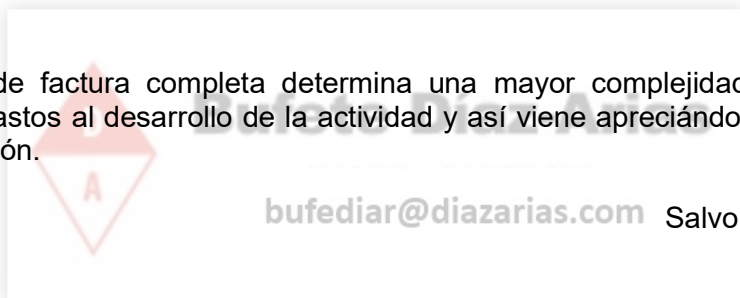 de factura completa determina una mayor complejidad
astos al desarrollo de la actividad y así viene apreciándo
ón.
Bufete Díaz Arias
D
A
bufediar@diazarias.com
Salvo